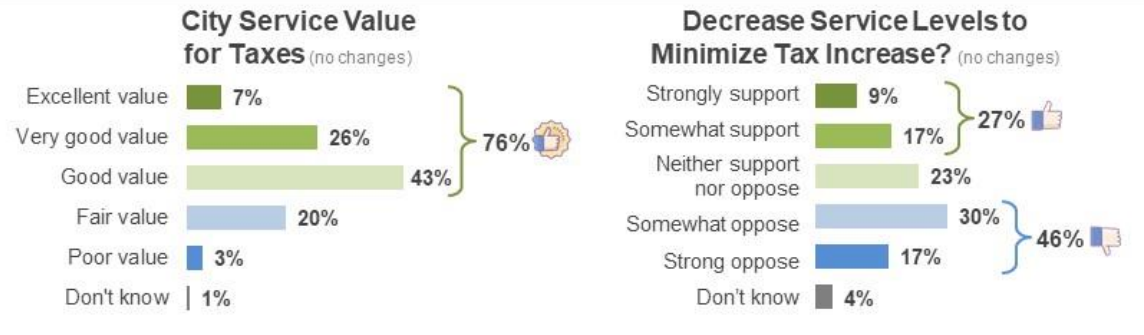 City Service Value
for Taxes (no changes)
Excellent value 7%
Very good value 26%
Good value 43%
Fair value 20%
Poor value 3%
Don't know 1%
76%
Decrease Service Levels to
Minimize Tax Increase? (no changes)
Strongly support 9%
Somewhat support 17%
Neither support
nor oppose 23%
Somewhat oppose 30%
Strong oppose 17%
Don't know 4%
27%
46%